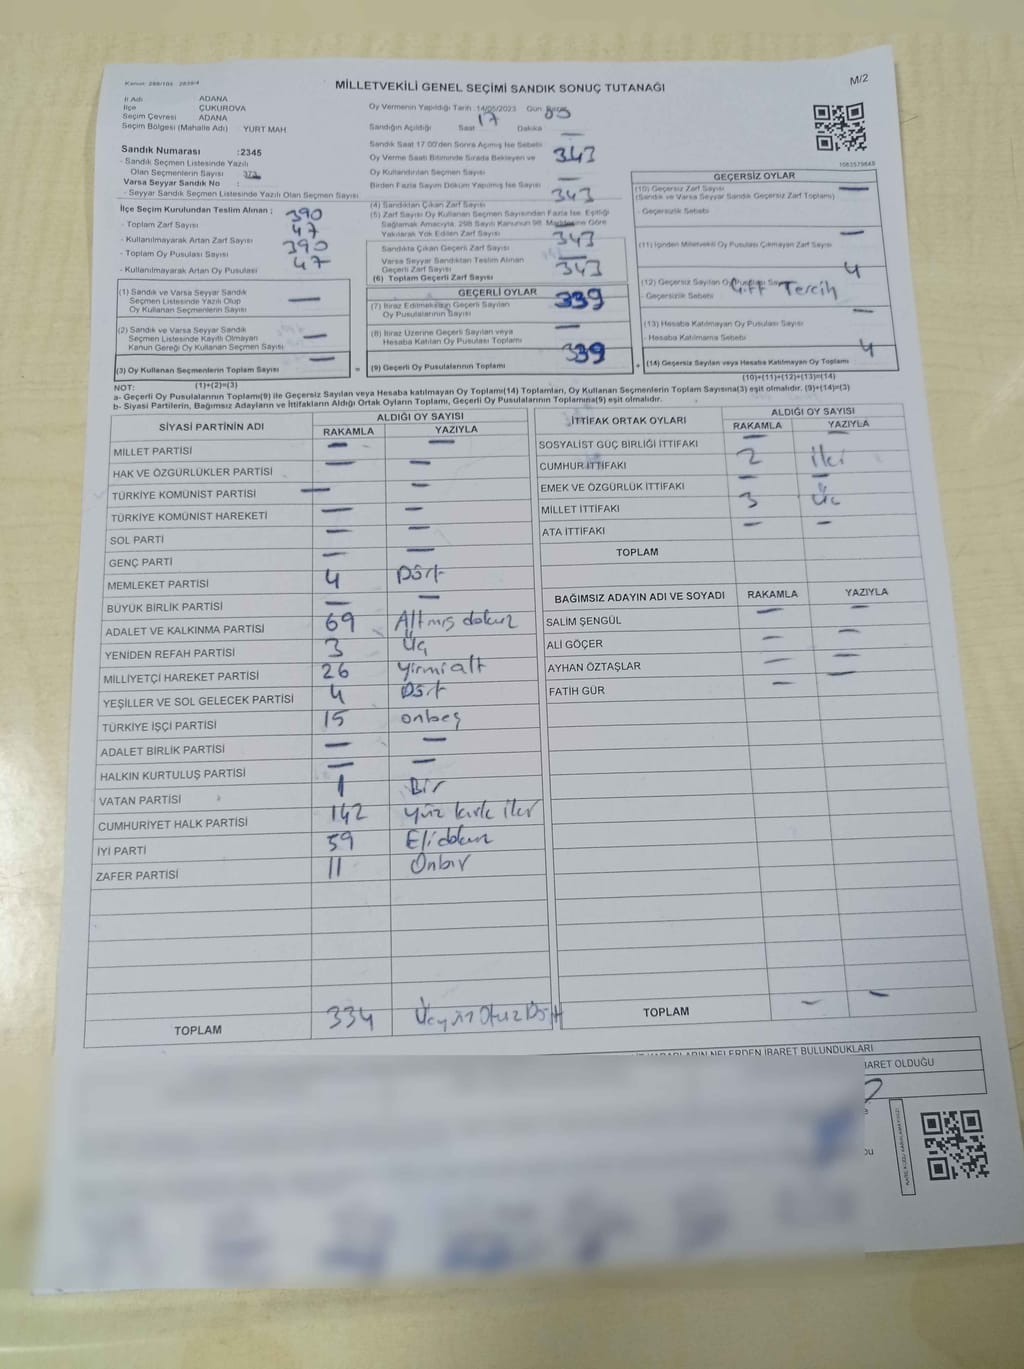 Kanun: 298/105 2839/4
MİLLETVEKİLİ GENEL SEÇİMİ SANDIK SONUÇ TUTANAĞI
M/2
İl Adı ADANA
İlçe ÇUKUROVA
Seçim Çevresi ADANA
Seçim Bölgesi (Mahalle Adı) YURT MAH
Sandık Numarası :2345
- Sandık Seçmen Listesinde Yazılı
Olan Seçmenlerin Sayısı 373
Varsa Seyyar Sandık No :
- Seyyar Sandık Seçmen Listesinde Yazılı Olan Seçmen Sayısı
İlçe Seçim Kurulundan Teslim Alınan ;
- Toplam Zarf Sayısı 390
- Kullanılmayarak Artan Zarf Sayısı 47
- Toplam Oy Pusulası Sayısı 390
- Kullanılmayarak Artan Oy Pusulası 47
(1) Sandık ve Varsa Seyyar Sandık
Seçmen Listesinde Yazılı Olup
Oy Kullanan Seçmen Sayısı —
(2) Sandık ve Varsa Seyyar Sandık
Seçmen Listesinde Kayıtlı Olmayan
Kanun Gereği Oy Kullanan Seçmen Sayısı —
(3) Oy Kullanan Seçmenlerin Toplam Sayısı —
(1)+(2)=(3)
Oy Vermenin Yapıldığı Tarih 14/05/2023 Gün
Sandığın Açıldığı Saat 17 Dakika —
Sandık Saat 17.00'den Sonra Açılmış İse Sebebi
Oy Verme Saati Bitiminde Sırada Bekleyen ve
Oy Kullandırılan Seçmen Sayısı 343
Birden Fazla Sayım Döküm Yapılmış İse Sayısı —
(4) Sandıktan Çıkan Zarf Sayısı 343
(5) Zarf Sayısı Oy Kullanan Seçmen Sayısından Fazla İse, Eşitliği
Sağlamak Amacıyla, 298 Sayılı Kanunun 98. Maddesine Göre
Yakılarak Yok Edilen Zarf Sayısı —
Sandıkta Çıkan Geçerli Zarf Sayısı 343
Varsa Seyyar Sandıktan Teslim Alınan
Geçerli Zarf Sayısı —
(6) Toplam Geçerli Zarf Sayısı 343
GEÇERLİ OYLAR
(7) İtiraz Edilmeksizin Geçerli Sayılan
Oy Pusulalarının Sayısı 339
(8) İtiraz Üzerine Geçerli Sayılan veya
Hesaba Katılan Oy Pusulası Toplamı —
= (9) Geçerli Oy Pusulalarının Toplamı 339
1083579845
GEÇERSİZ OYLAR
(10) Geçersiz Zarf Sayısı —
(Sandık ve Varsa Seyyar Sandık Geçersiz Zarf Toplamı)
- Geçersizlik Sebebi
(11) İçinden Milletvekili Oy Pusulası Çıkmayan Zarf Sayısı —
(12) Geçersiz Sayılan Oy Pusulası Sayısı 4
- Geçersizlik Sebebi Çift Tercih
(13) Hesaba Katılmayan Oy Pusulası Sayısı —
- Hesaba Katılmama Sebebi
+ (14) Geçersiz Sayılan veya Hesaba Katılmayan Oy Toplamı 4
(10)+(11)+(12)+(13)=(14)
NOT:
a- Geçerli Oy Pusulalarının Toplamı(9) ile Geçersiz Sayılan veya Hesaba katılmayan Oy Toplamı(14) Toplamları, Oy Kullanan Seçmenlerin Toplam Sayısına(3) eşit olmalıdır. (9)+(14)=(3)
b- Siyasi Partilerin, Bağımsız Adayların ve İttifakların Aldığı Ortak Oyların Toplamı, Geçerli Oy Pusulalarının Toplamına(9) eşit olmalıdır.
SİYASİ PARTİNİN ADI ALDIĞI OY SAYISI
RAKAMLA YAZIYLA
MİLLET PARTİSİ — —
HAK VE ÖZGÜRLÜKLER PARTİSİ — —
TÜRKİYE KOMÜNİST PARTİSİ — —
TÜRKİYE KOMÜNİST HAREKETİ — —
SOL PARTİ — —
GENÇ PARTİ — —
MEMLEKET PARTİSİ 4 Dört
BÜYÜK BİRLİK PARTİSİ — —
ADALET VE KALKINMA PARTİSİ 69 Altmış dokuz
YENİDEN REFAH PARTİSİ 3 Üç
MİLLİYETÇİ HAREKET PARTİSİ 26 Yirmialt
YEŞİLLER VE SOL GELECEK PARTİSİ 4 Dört
TÜRKİYE İŞÇİ PARTİSİ 15 onbeş
ADALET BİRLİK PARTİSİ — —
HALKIN KURTULUŞ PARTİSİ — —
VATAN PARTİSİ 1 Bir
CUMHURİYET HALK PARTİSİ 142 yüz kırk iki
İYİ PARTİ 59 Ellidokuz
ZAFER PARTİSİ 11 Onbir
TOPLAM 334 Üçyüz Otuz Dört
İTTİFAK ORTAK OYLARI ALDIĞI OY SAYISI
RAKAMLA YAZIYLA
SOSYALİST GÜÇ BİRLİĞİ İTTİFAKI — —
CUMHUR İTTİFAKI 2 iki
EMEK VE ÖZGÜRLÜK İTTİFAKI — —
MİLLET İTTİFAKI 3 Üç
ATA İTTİFAKI — —
TOPLAM
BAĞIMSIZ ADAYIN ADI VE SOYADI RAKAMLA YAZIYLA
SALİM ŞENGÜL — —
ALİ GÖÇER — —
AYHAN ÖZTAŞLAR — —
FATİH GÜR — —
TOPLAM — —
NELERDEN İBARET BULUNDUKLARI
İBARET OLDUĞU